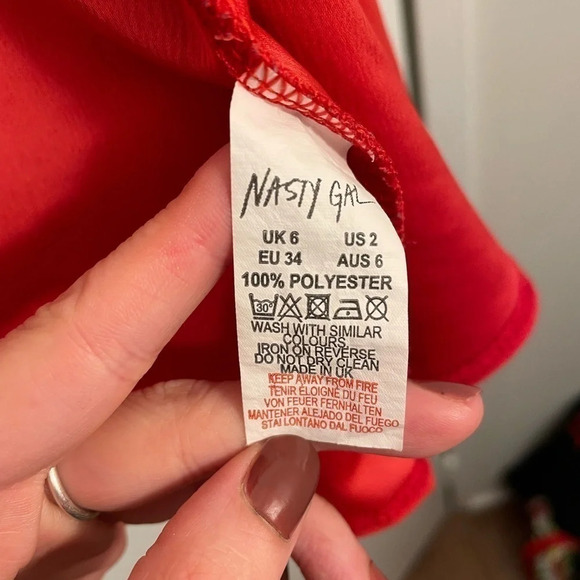 NASTY GAL
UK 6 US 2
EU 34 AUS 6
100% POLYESTER
30°
WASH WITH SIMILAR
COLOURS
IRON ON REVERSE
DO NOT DRY CLEAN
MADE IN UK
KEEP AWAY FROM FIRE
TENIR ÉLOIGNE DU FEU
VON FEUER FERNHALTEN
MANTENER ALEJADO DEL FUEGO
STAI LONTANO DAL FUOCO